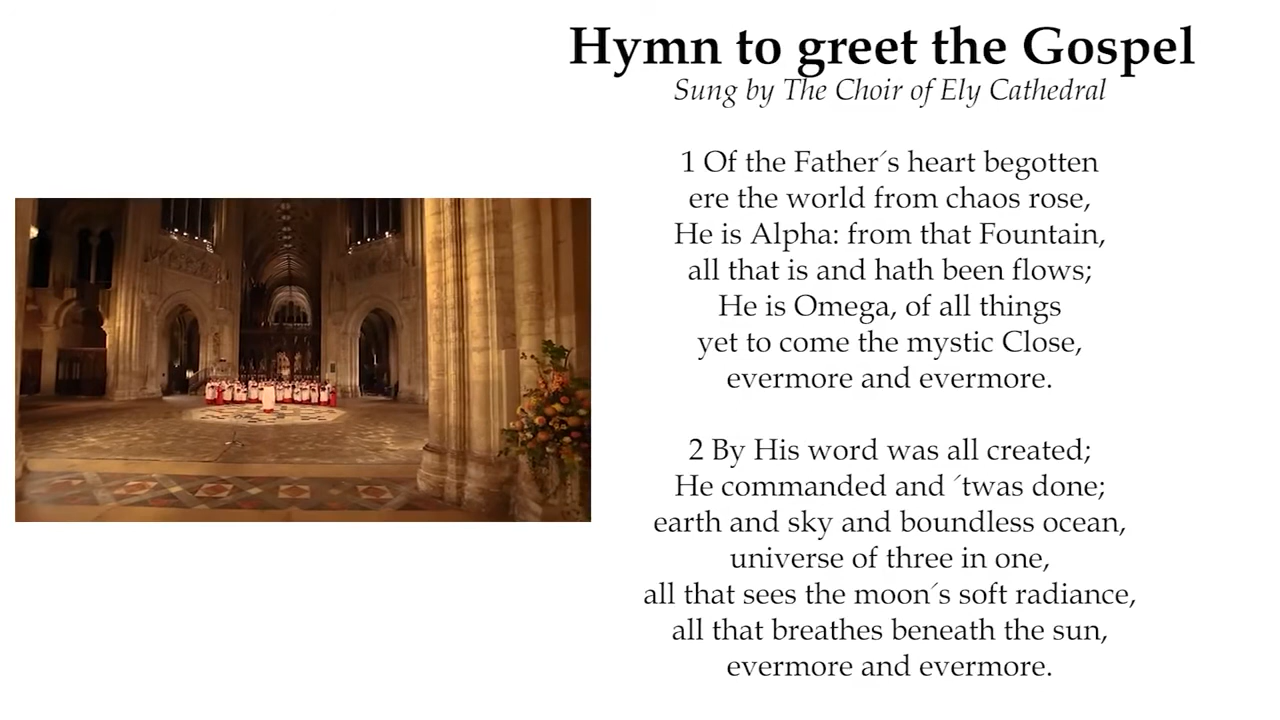 Hymn to greet the Gospel
Sung by The Choir of Ely Cathedral
1 Of the Father´s heart begotten
ere the world from chaos rose,
He is Alpha: from that Fountain,
all that is and hath been flows;
He is Omega, of all things
yet to come the mystic Close,
evermore and evermore.
2 By His word was all created;
He commanded and ´twas done;
earth and sky and boundless ocean,
universe of three in one,
all that sees the moon´s soft radiance,
all that breathes beneath the sun,
evermore and evermore.